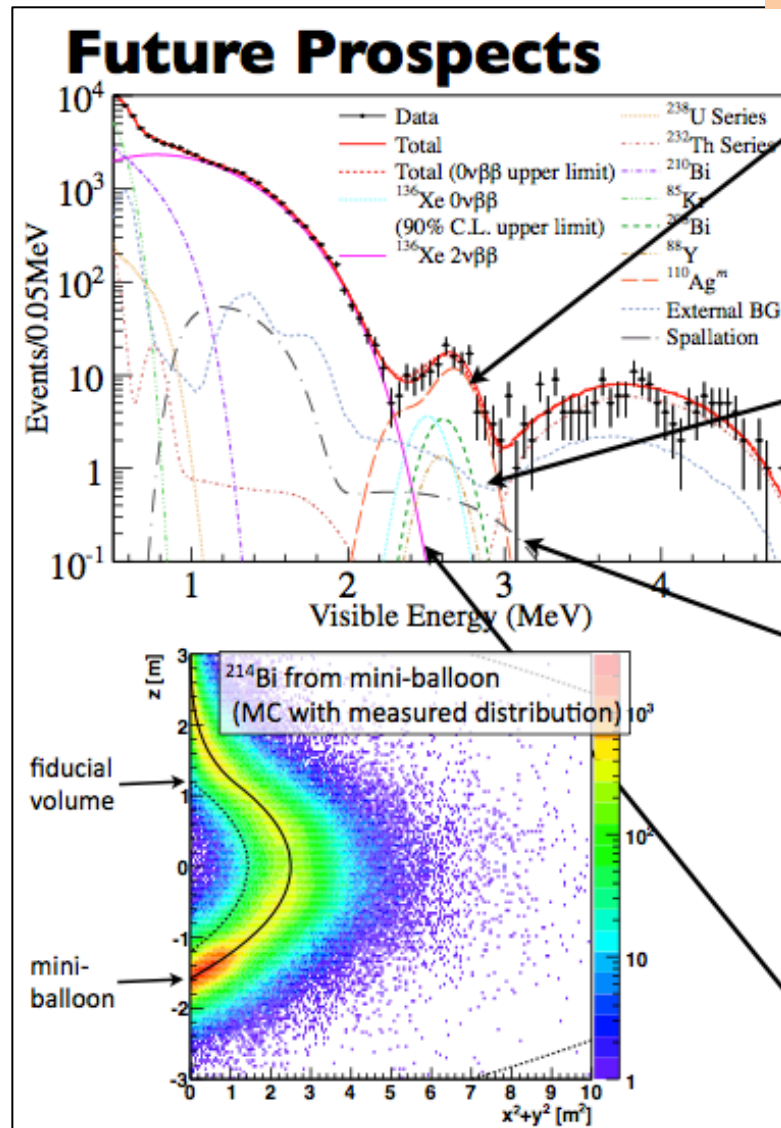 Future Prospects
10⁴
10³
10²
10
1
10⁻¹
Events/0.05MeV
Data
Total
Total (0νββ upper limit)
¹³⁶Xe 0νββ
(90% C.L. upper limit)
¹³⁶Xe 2νββ
²³⁸U Series
²³²Th Series
²¹⁰Bi
⁸⁵Kr
Bi
⁸⁸Y
¹¹⁰Agᵐ
External BG
Spallation
1 2 3 4
Visible Energy (MeV)
z [m]
3
2
1
0
-1
-2
-3
²¹⁴Bi from mini-balloon
(MC with measured distribution)
fiducial
volume
mini-
balloon
10³
10²
10
1
0 1 2 3 4 5 6 7 8 9 10
x²+y² [m²]